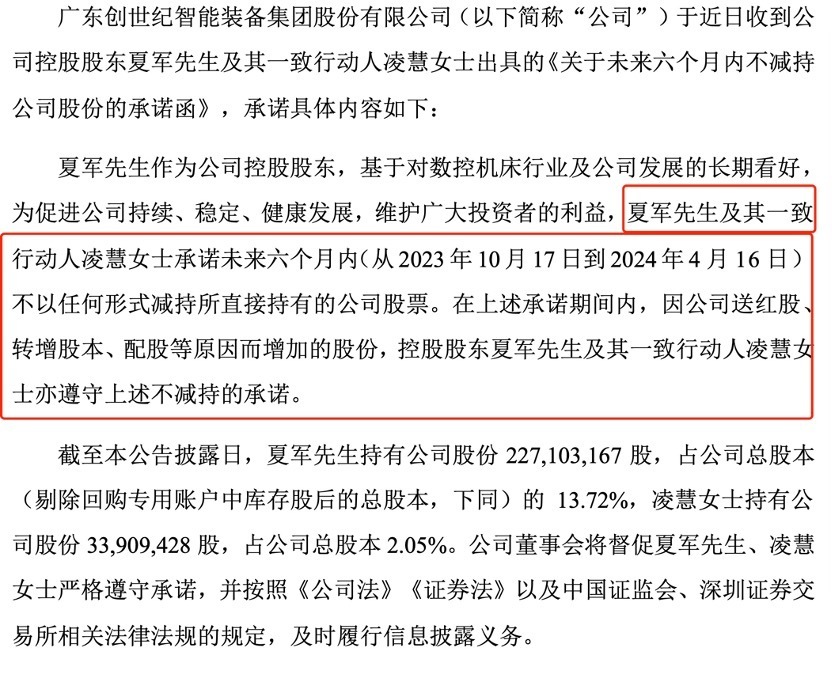 广东创世纪智能装备集团股份有限公司（以下简称“公司”）于近日收到公
司控股股东夏军先生及其一致行动人凌慧女士出具的《关于未来六个月内不减持
公司股份的承诺函》，承诺具体内容如下：
夏军先生作为公司控股股东，基于对数控机床行业及公司发展的长期看好，
为促进公司持续、稳定、健康发展，维护广大投资者的利益，夏军先生及其一致
行动人凌慧女士承诺未来六个月内（从 2023 年 10 月 17 日到 2024 年 4 月 16 日）
不以任何形式减持所直接持有的公司股票。在上述承诺期间内，因公司送红股、
转增股本、配股等原因而增加的股份，控股股东夏军先生及其一致行动人凌慧女
士亦遵守上述不减持的承诺。
截至本公告披露日，夏军先生持有公司股份 227,103,167 股，占公司总股本
（剔除回购专用账户中库存股后的总股本，下同）的 13.72%，凌慧女士持有公
司股份 33,909,428 股，占公司总股本 2.05%。公司董事会将督促夏军先生、凌慧
女士严格遵守承诺，并按照《公司法》《证券法》以及中国证监会、深圳证券交
易所相关法律法规的规定，及时履行信息披露义务。